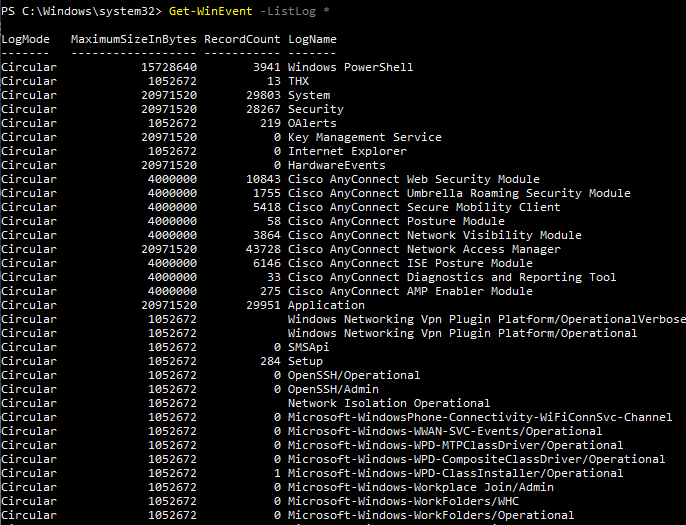 PS C:\Windows\system32> Get-WinEvent -ListLog *
LogMode   MaximumSizeInBytes RecordCount LogName
-------   ------------------ ----------- -------
Circular            15728640        3941 Windows PowerShell
Circular             1052672          13 THX
Circular            20971520       29803 System
Circular            20971520       28267 Security
Circular             1052672         219 OAlerts
Circular            20971520           0 Key Management Service
Circular             1052672           0 Internet Explorer
Circular            20971520           0 HardwareEvents
Circular             4000000       10843 Cisco AnyConnect Web Security Module
Circular             4000000        1755 Cisco AnyConnect Umbrella Roaming Security Module
Circular             4000000        5418 Cisco AnyConnect Secure Mobility Client
Circular             4000000          58 Cisco AnyConnect Posture Module
Circular             4000000        3864 Cisco AnyConnect Network Visibility Module
Circular            20971520       43728 Cisco AnyConnect Network Access Manager
Circular             4000000        6146 Cisco AnyConnect ISE Posture Module
Circular             4000000          33 Cisco AnyConnect Diagnostics and Reporting Tool
Circular             4000000         275 Cisco AnyConnect AMP Enabler Module
Circular            20971520       29951 Application
Circular             1052672             Windows Networking Vpn Plugin Platform/OperationalVerbose
Circular             1052672             Windows Networking Vpn Plugin Platform/Operational
Circular             1052672           0 SMSApi
Circular             1052672         284 Setup
Circular             1052672           0 OpenSSH/Operational
Circular             1052672           0 OpenSSH/Admin
Circular             1052672             Network Isolation Operational
Circular             1052672           0 Microsoft-WindowsPhone-Connectivity-WiFiConnSvc-Channel
Circular             1052672           0 Microsoft-Windows-WWAN-SVC-Events/Operational
Circular             1052672           0 Microsoft-Windows-WPD-MTPClassDriver/Operational
Circular             1052672           0 Microsoft-Windows-WPD-CompositeClassDriver/Operational
Circular             1052672           1 Microsoft-Windows-WPD-ClassInstaller/Operational
Circular             1052672           0 Microsoft-Windows-Workplace Join/Admin
Circular             1052672           0 Microsoft-Windows-WorkFolders/WHC
Circular             1052672           0 Microsoft-Windows-WorkFolders/Operational